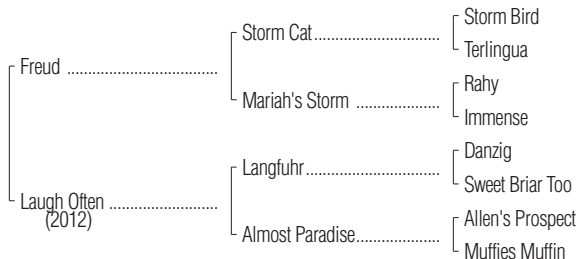 Storm Bird
Storm Cat
Terlingua
Freud
Rahy
Mariah's Storm
Immense
Danzig
Langfuhr
Sweet Briar Too
Laugh Often
(2012)
Allen's Prospect
Almost Paradise
Muffies Muffin